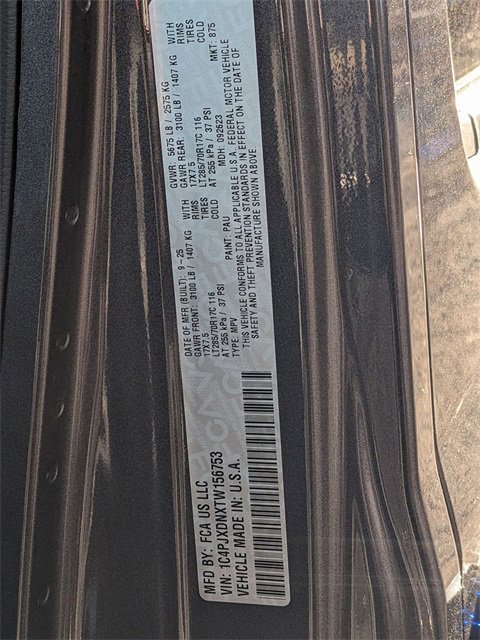 MFD BY: FCA US LLC
VIN: 1C4PJXDNXTW156753
VEHICLE MADE IN: U.S.A.
DATE OF MFR (BUILT): 9-25 GVWR: 5675 LB / 2575 KG
GAWR FRONT: 3100 LB / 1407 KG WITH GAWR REAR: 3100 LB / 1407 KG WITH
17X7.5 RIMS 17X7.5 RIMS
LT285/70R17C 116 TIRES LT285/70R17C 116 TIRES
AT 255 kPa / 37 PSI COLD AT 255 kPa / 37 PSI COLD
TYPE: MPV PAINT: PAU MDH: 092623 MKT: 875
THIS VEHICLE CONFORMS TO ALL APPLICABLE U.S.A. FEDERAL MOTOR VEHICLE
SAFETY AND THEFT PREVENTION STANDARDS IN EFFECT ON THE DATE OF
MANUFACTURE SHOWN ABOVE